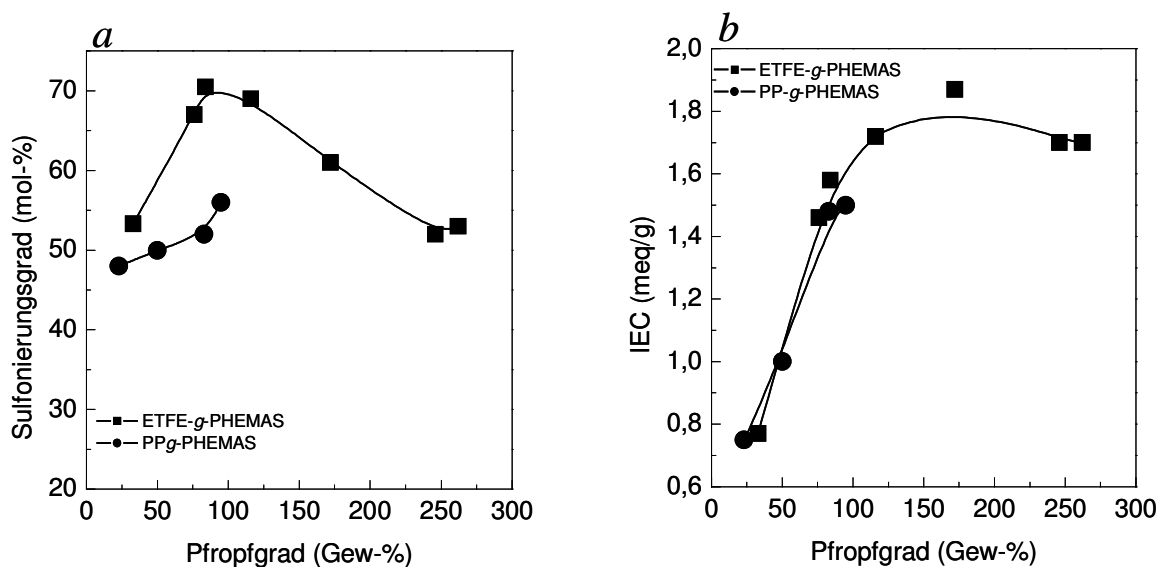 a
70
60
50
40
30
20
Sulfonierungsgrad (mol-%)
ETFE-g-PHEMAS
PPg-PHEMAS
0 50 100 150 200 250 300
Pfropfgrad (Gew-%)
b
2,0
1,8
1,6
1,4
1,2
1,0
0,8
0,6
IEC (meq/g)
ETFE-g-PHEMAS
PP-g-PHEMAS
0 50 100 150 200 250 300
Pfropfgrad (Gew-%)